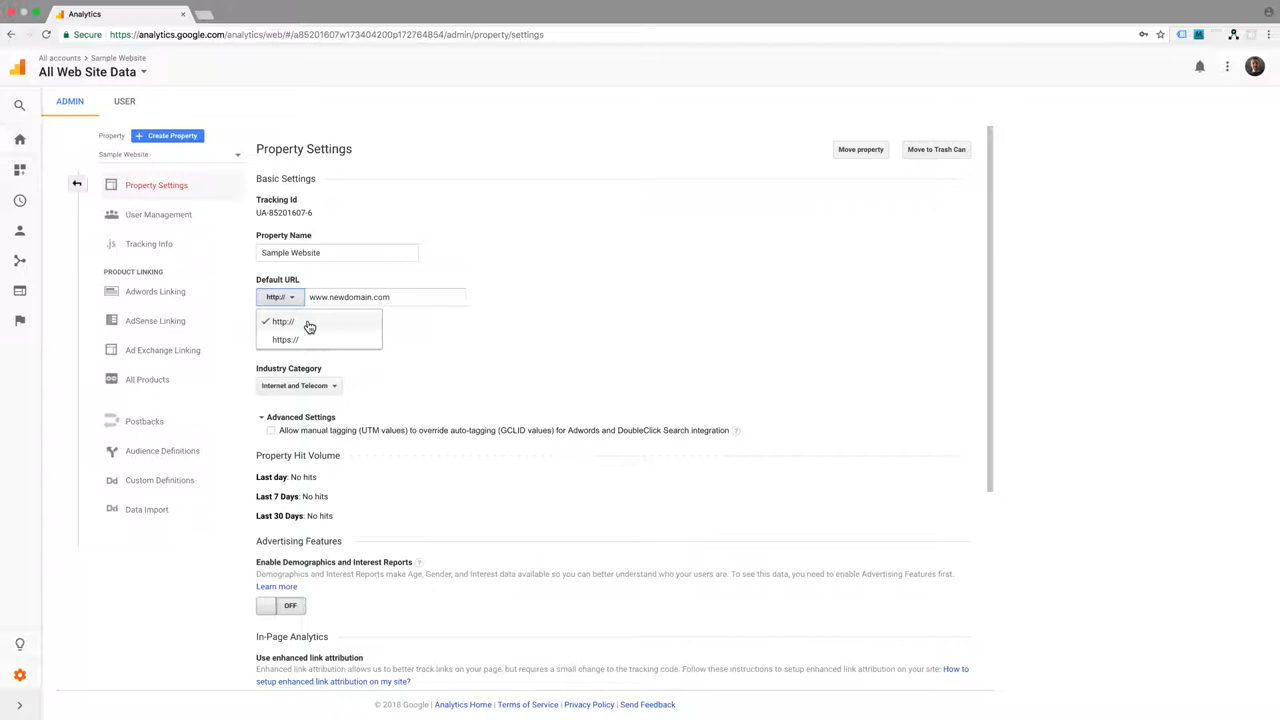 Analytics
Secure | https://analytics.google.com/analytics/web/#/a85201607w173404200p172764854/admin/property/settings
All accounts > Sample Website
All Web Site Data
ADMIN USER
Property + Create Property
Sample Website
Property Settings
User Management
.js Tracking Info
PRODUCT LINKING
Adwords Linking
AdSense Linking
Ad Exchange Linking
All Products
Postbacks
Audience Definitions
Dd Custom Definitions
Dd Data Import
Property Settings
Move property Move to Trash Can
Basic Settings
Tracking Id
UA-85201607-6
Property Name
Sample Website
Default URL
http:// www.newdomain.com
http://
https://
Industry Category
Internet and Telecom
Advanced Settings
Allow manual tagging (UTM values) to override auto-tagging (GCLID values) for Adwords and DoubleClick Search integration ?
Property Hit Volume
Last day: No hits
Last 7 Days: No hits
Last 30 Days: No hits
Advertising Features
Enable Demographics and Interest Reports ?
Demographics and Interest Reports make Age, Gender, and Interest data available so you can better understand who your users are. To see this data, you need to enable Advertising Features first.
Learn more
OFF
In-Page Analytics
Use enhanced link attribution
Enhanced link attribution allows us to better track links on your page, but requires a small change to the tracking code. Follow these instructions to setup enhanced link attribution on your site: How to
setup enhanced link attribution on my site?
© 2018 Google | Analytics Home | Terms of Service | Privacy Policy | Send Feedback